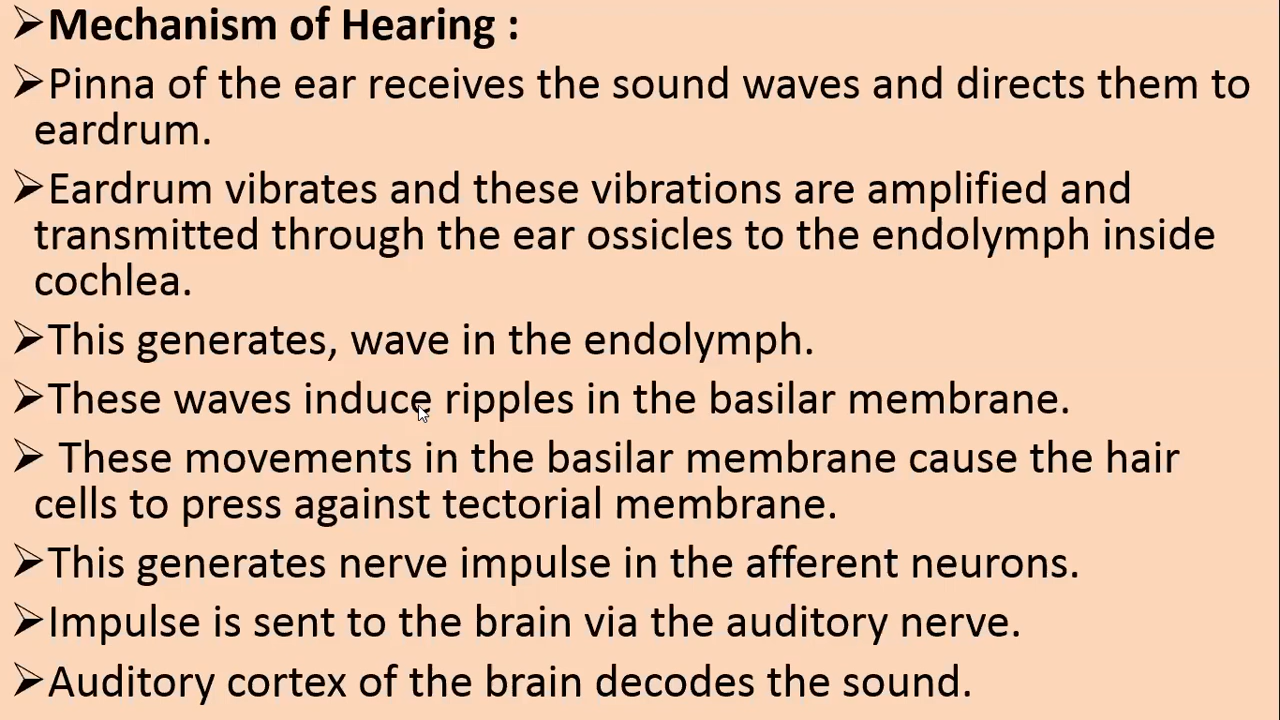 ➢Mechanism of Hearing :
➢Pinna of the ear receives the sound waves and directs them to
eardrum.
➢Eardrum vibrates and these vibrations are amplified and
transmitted through the ear ossicles to the endolymph inside
cochlea.
➢This generates, wave in the endolymph.
➢These waves induce ripples in the basilar membrane.
➢ These movements in the basilar membrane cause the hair
cells to press against tectorial membrane.
➢This generates nerve impulse in the afferent neurons.
➢Impulse is sent to the brain via the auditory nerve.
➢Auditory cortex of the brain decodes the sound.